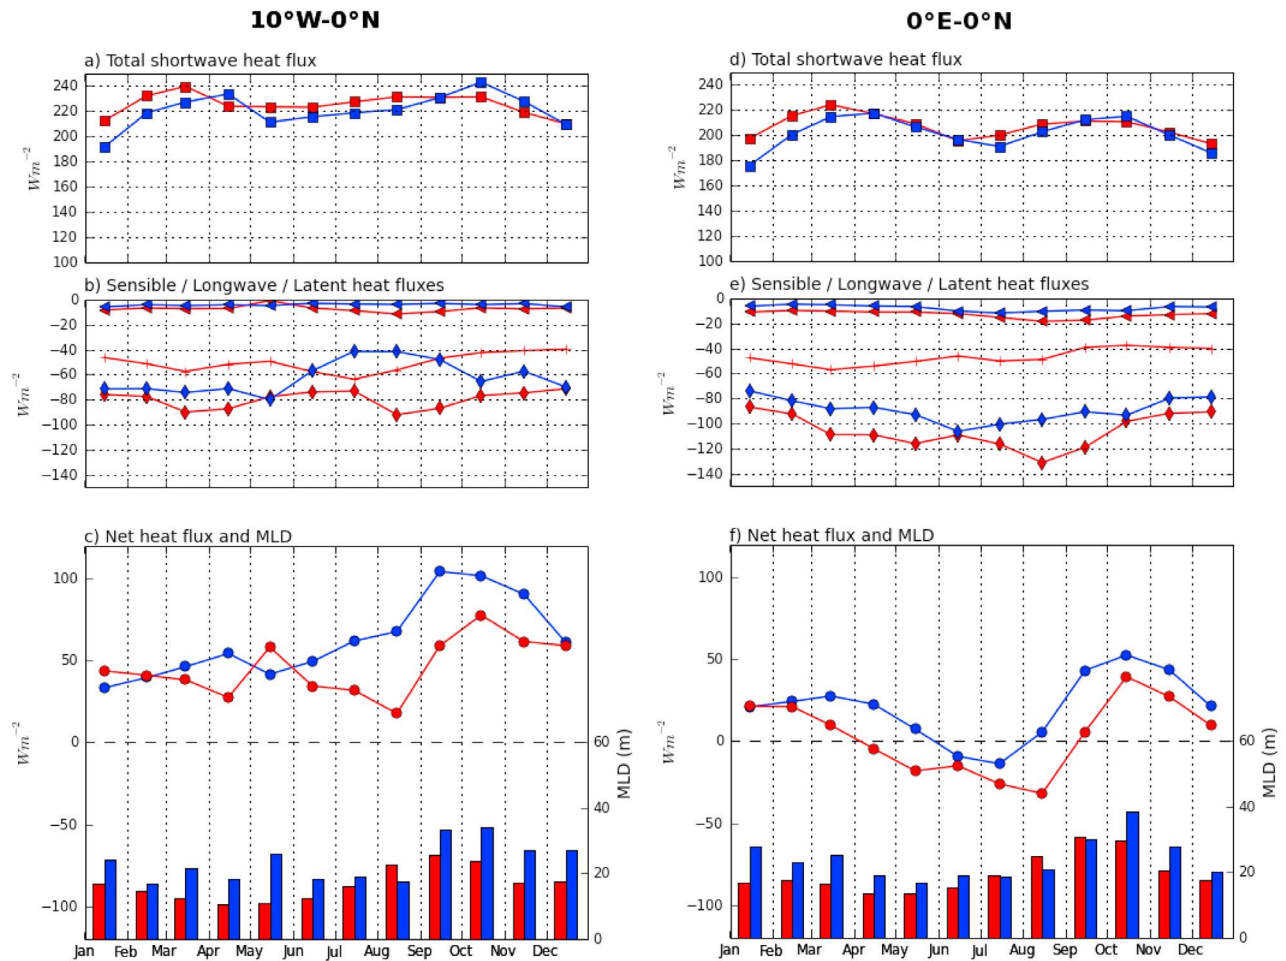 10°W-0°N
0°E-0°N
a) Total shortwave heat flux
240
220
200
180
160
140
120
100
Wm⁻²
d) Total shortwave heat flux
240
220
200
180
160
140
120
100
Wm⁻²
b) Sensible / Longwave / Latent heat fluxes
0
−20
−40
−60
−80
−100
−120
−140
Wm⁻²
e) Sensible / Longwave / Latent heat fluxes
0
−20
−40
−60
−80
−100
−120
−140
Wm⁻²
c) Net heat flux and MLD
100
50
0
−50
−100
Wm⁻²
60
40
20
0
MLD (m)
Jan Feb Mar Apr May Jun Jul Aug Sep Oct Nov Dec
f) Net heat flux and MLD
100
50
0
−50
−100
Wm⁻²
60
40
20
0
MLD (m)
Jan Feb Mar Apr May Jun Jul Aug Sep Oct Nov Dec